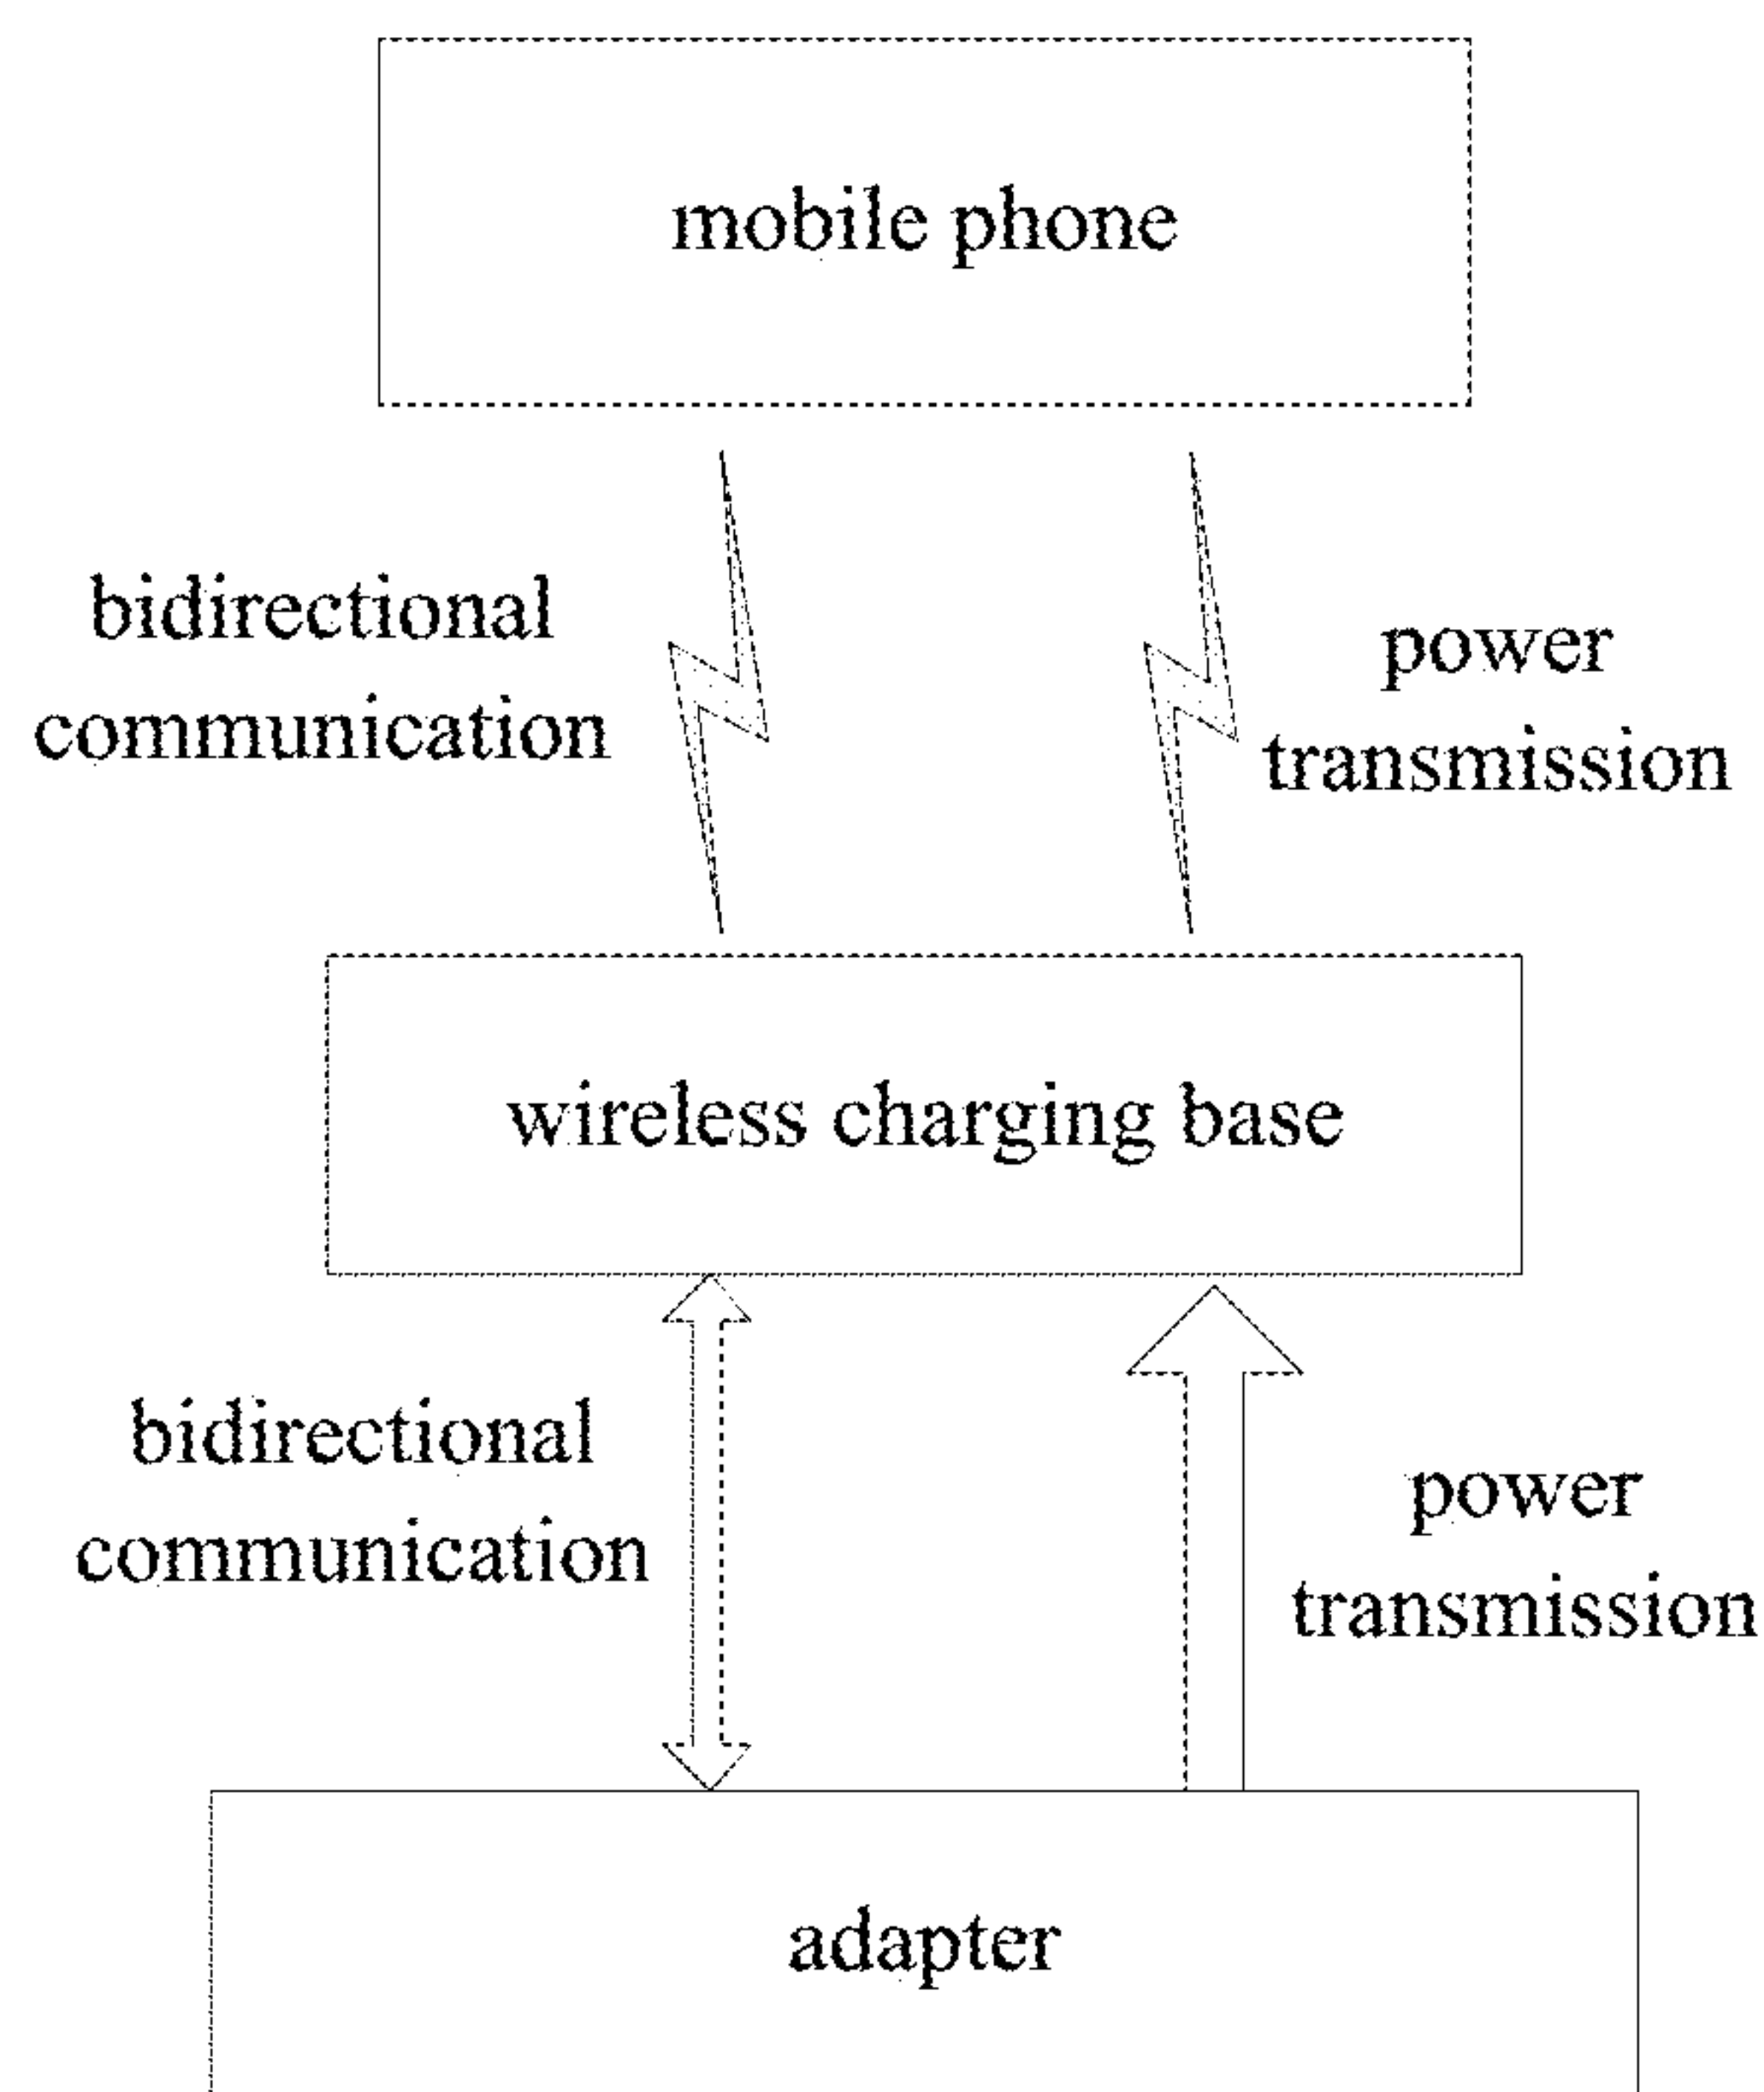 mobile phone
bidirectional
communication
power
transmission
wireless charging base
bidirectional
communication
power
transmission
adapter